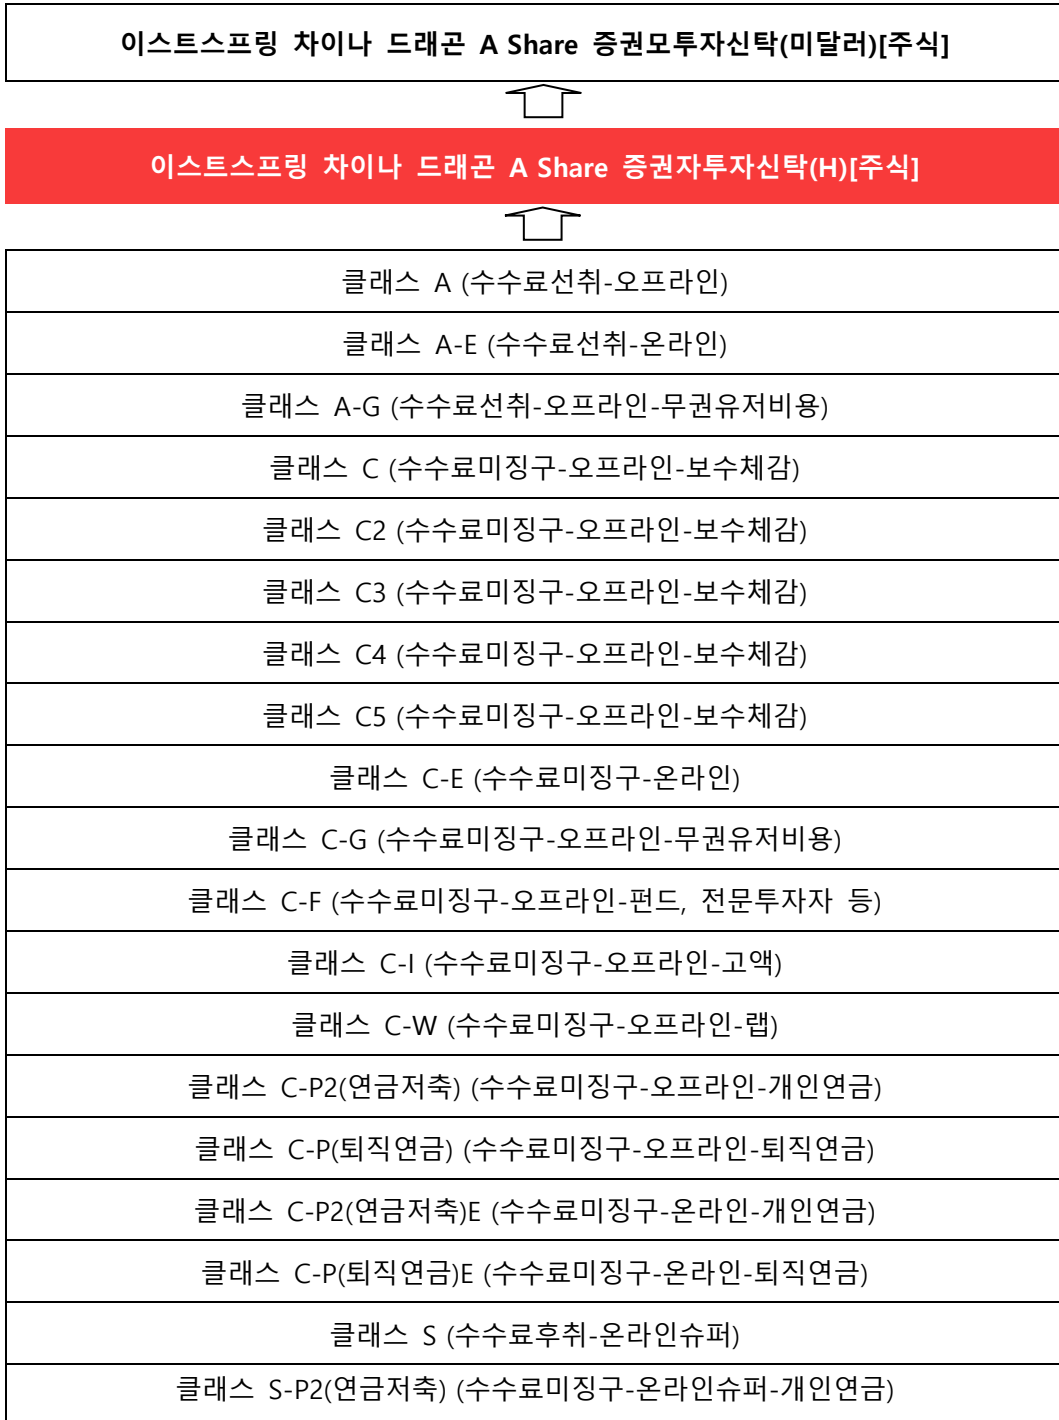 이스트스프링 차이나 드래곤 A Share 증권모투자신탁(미달러)[주식]
이스트스프링 차이나 드래곤 A Share 증권자투자신탁(H)[주식]
클래스 A (수수료선취-오프라인)
클래스 A-E (수수료선취-온라인)
클래스 A-G (수수료선취-오프라인-무권유저비용)
클래스 C (수수료미징구-오프라인-보수체감)
클래스 C2 (수수료미징구-오프라인-보수체감)
클래스 C3 (수수료미징구-오프라인-보수체감)
클래스 C4 (수수료미징구-오프라인-보수체감)
클래스 C5 (수수료미징구-오프라인-보수체감)
클래스 C-E (수수료미징구-온라인)
클래스 C-G (수수료미징구-오프라인-무권유저비용)
클래스 C-F (수수료미징구-오프라인-펀드, 전문투자자 등)
클래스 C-I (수수료미징구-오프라인-고액)
클래스 C-W (수수료미징구-오프라인-랩)
클래스 C-P2(연금저축) (수수료미징구-오프라인-개인연금)
클래스 C-P(퇴직연금) (수수료미징구-오프라인-퇴직연금)
클래스 C-P2(연금저축)E (수수료미징구-온라인-개인연금)
클래스 C-P(퇴직연금)E (수수료미징구-온라인-퇴직연금)
클래스 S (수수료후취-온라인슈퍼)
클래스 S-P2(연금저축) (수수료미징구-온라인슈퍼-개인연금)